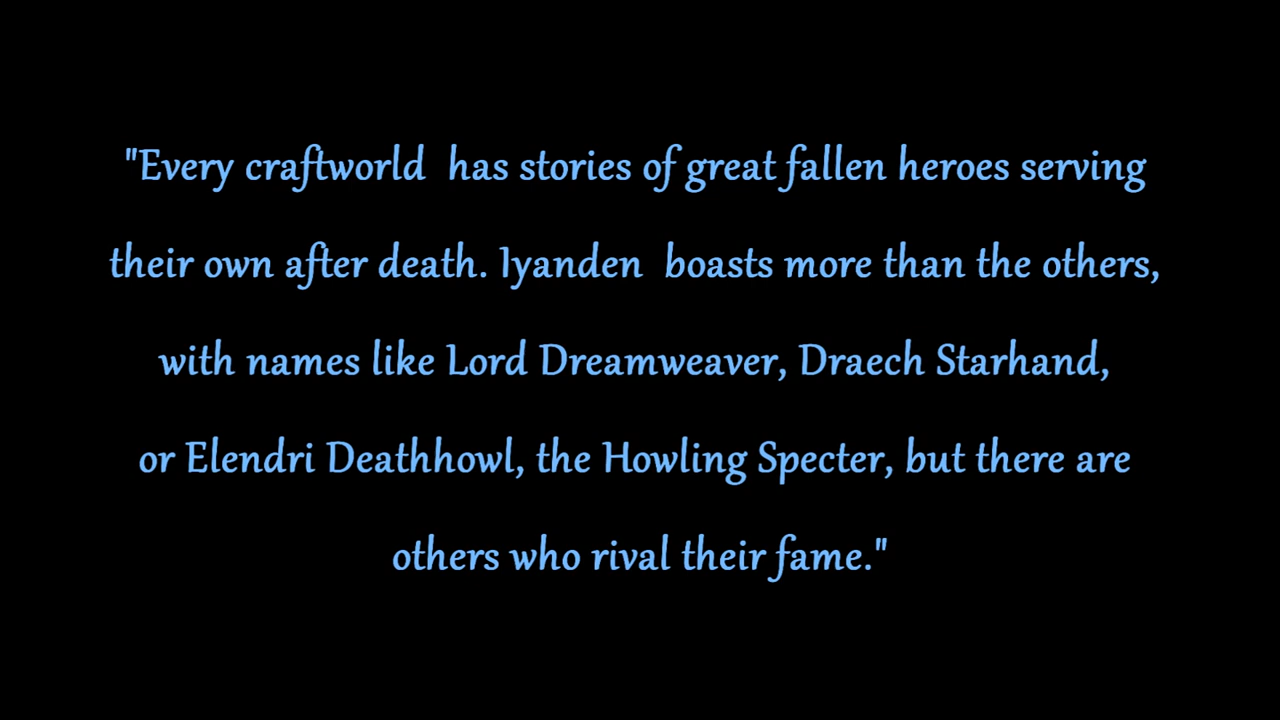 "Every craftworld  has stories of great fallen heroes serving
their own after death. Iyanden  boasts more than the others,
with names like Lord Dreamweaver, Draech Starhand,
or Elendri Deathhowl, the Howling Specter, but there are
others who rival their fame."